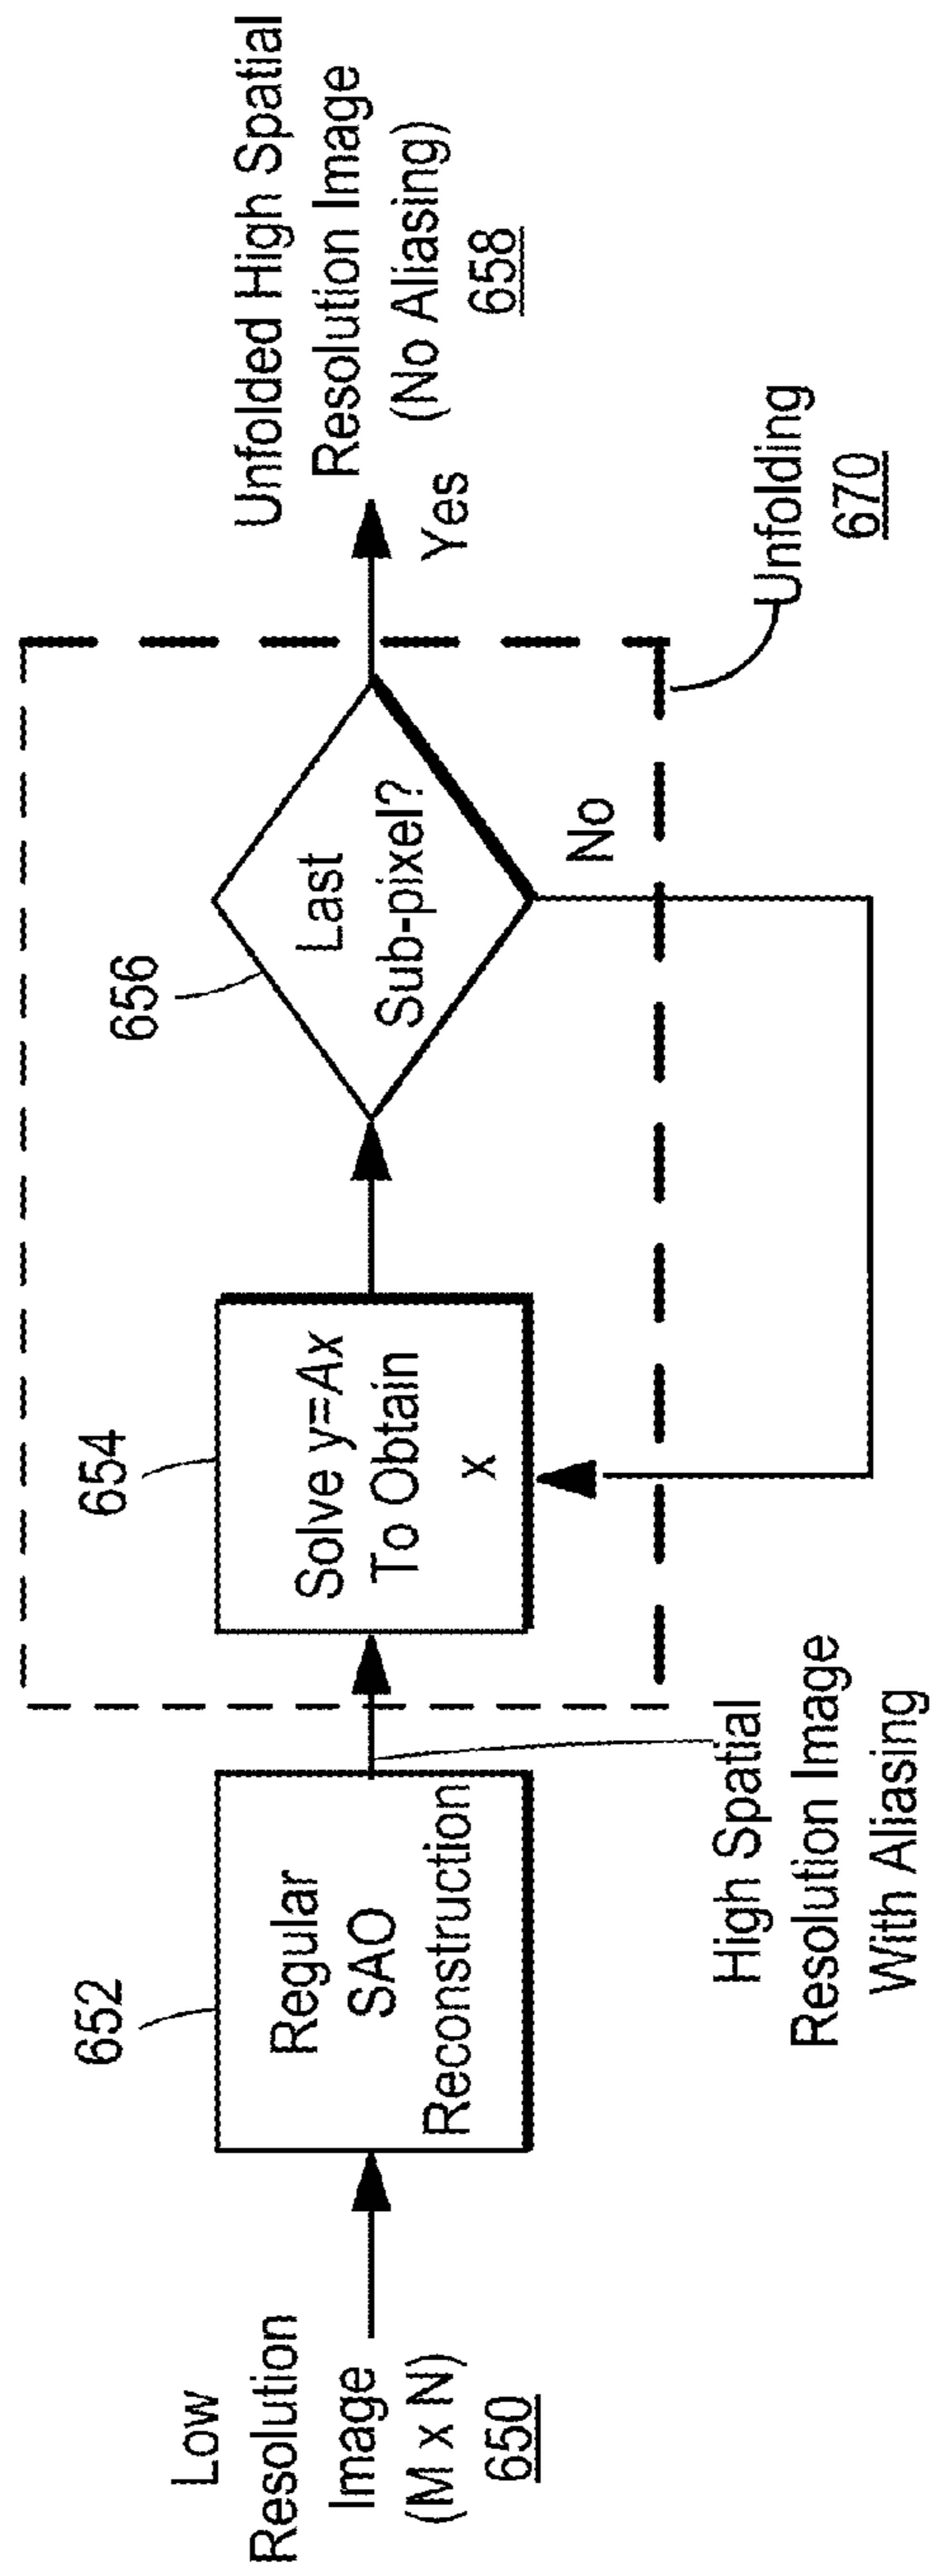 Low
Resolution
Image
(M x N)
650
652
Regular
SAO
Reconstruction
High Spatial
Resolution Image
With Aliasing
654
Solve y=Ax
To Obtain
x
656
Last
Sub-pixel?
No
Yes
Unfolding
670
Unfolded High Spatial
Resolution Image
(No Aliasing)
658